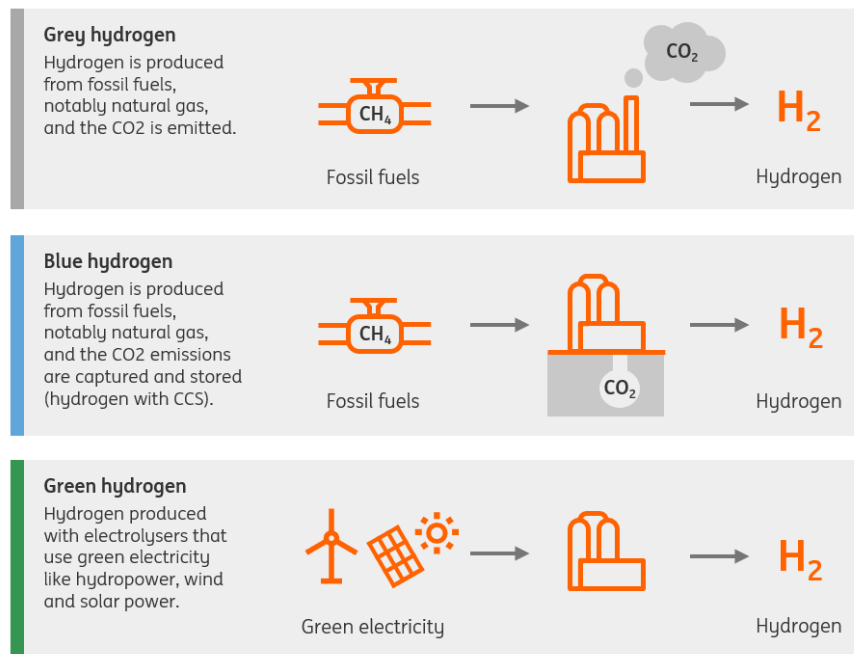 Grey hydrogen
Hydrogen is produced
from fossil fuels,
notably natural gas,
and the CO2 is emitted.
CH₄
Fossil fuels
CO₂
H₂
Hydrogen
Blue hydrogen
Hydrogen is produced
from fossil fuels,
notably natural gas,
and the CO2 emissions
are captured and stored
(hydrogen with CCS).
CH₄
Fossil fuels
CO₂
H₂
Hydrogen
Green hydrogen
Hydrogen produced
with electrolysers that
use green electricity
like hydropower, wind
and solar power.
Green electricity
H₂
Hydrogen